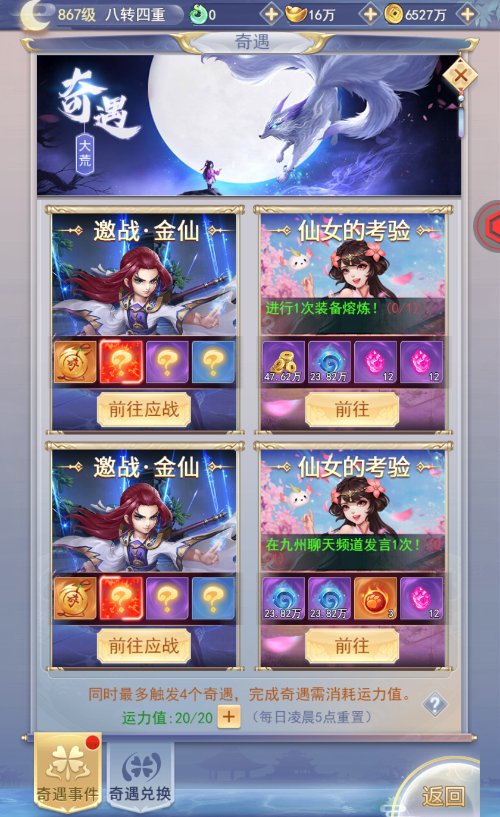 867级 八转四重 0 16万 6527万
奇遇
奇遇
大荒
邀战·金仙 仙女的考验
进行1次装备熔炼！(0/1)
47.62万 23.82万 12 12
前往应战 前往
邀战·金仙 仙女的考验
在九州聊天频道发言1次！
23.82万 23.82万 3 12
前往应战 前往
同时最多触发4个奇遇，完成奇遇需消耗运力值。
运力值:20/20 + （每日凌晨5点重置） ?
奇遇事件 奇遇兑换 返回